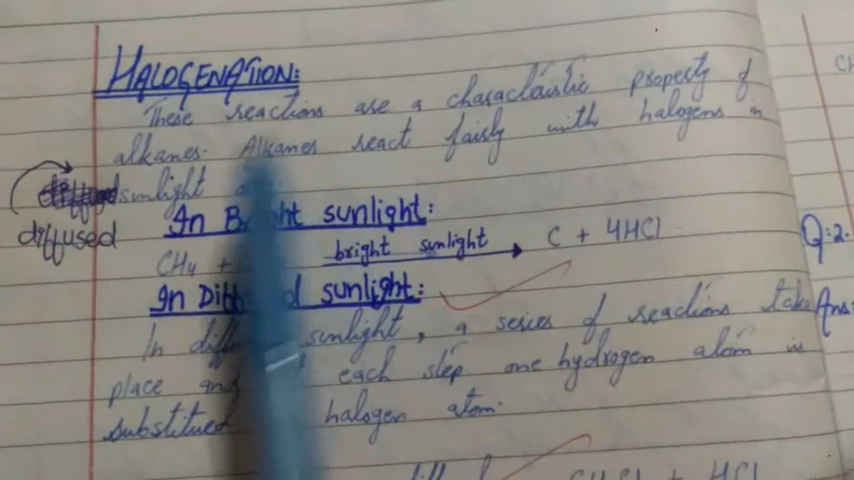 HALOGENATION:
These reactions are a characteristic property of
alkanes. Alkanes react fairly with halogens in
diffused sunlight
In Bright sunlight:
CH4 + bright sunlight C + 4HCl
In sunlight:
In sunlight, a series of reactions take
place and each step one hydrogen atom is
substitued halogen atom.
CH3Cl + HCl
Q:2.
Ans: